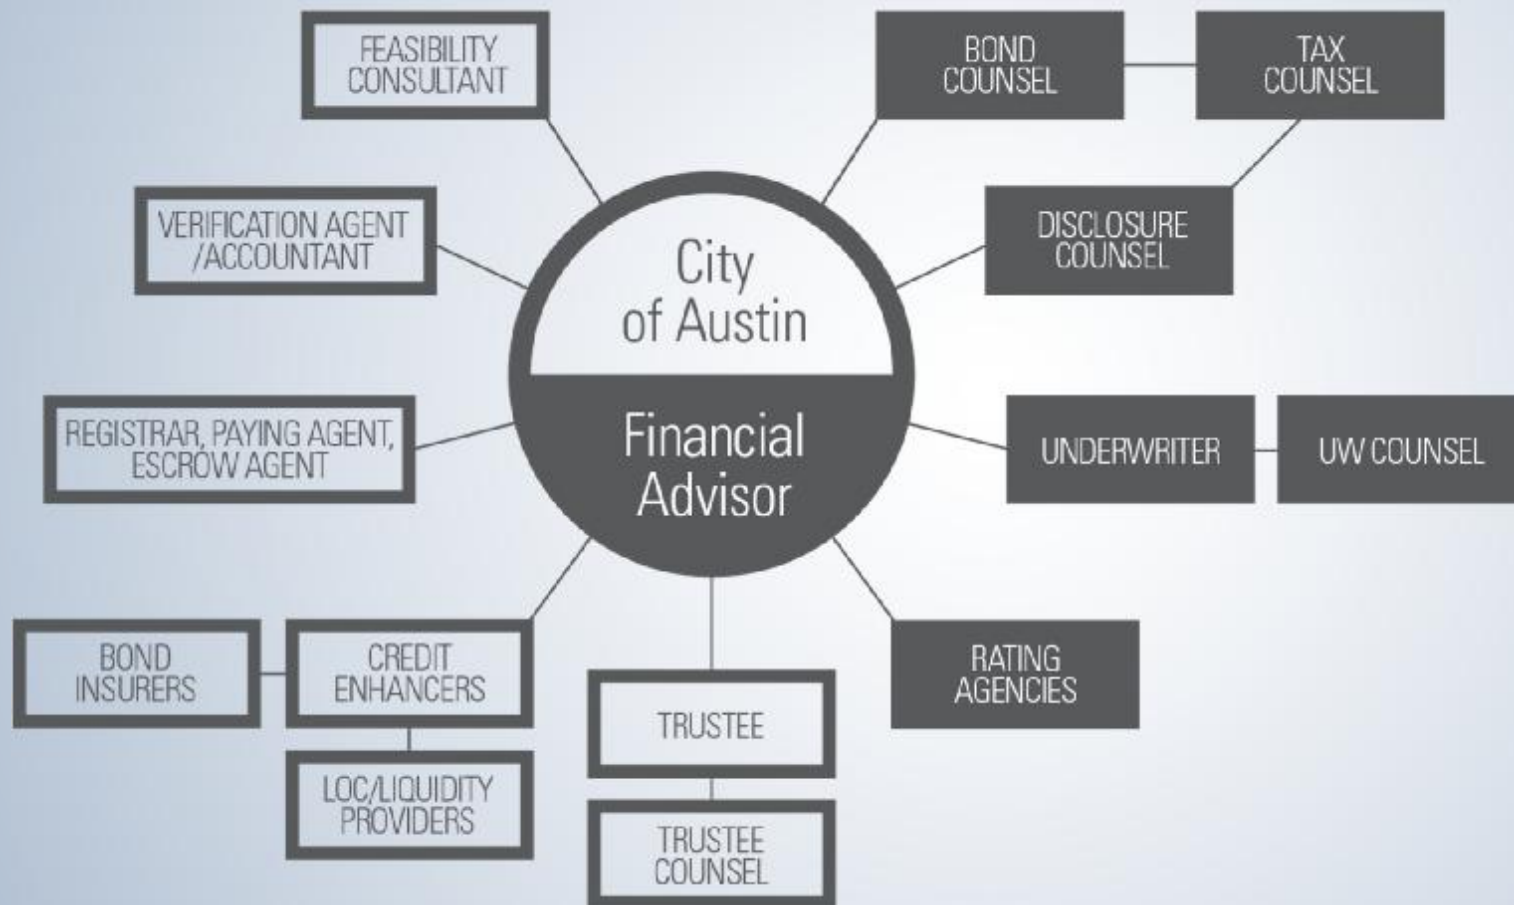 FEASIBILITY
CONSULTANT
BOND
COUNSEL
TAX
COUNSEL
VERIFICATION AGENT
/ACCOUNTANT
DISCLOSURE
COUNSEL
City
of Austin
Financial
Advisor
REGISTRAR, PAYING AGENT,
ESCROW AGENT
UNDERWRITER
UW COUNSEL
BOND
INSURERS
CREDIT
ENHANCERS
LOC/LIQUIDITY
PROVIDERS
TRUSTEE
TRUSTEE
COUNSEL
RATING
AGENCIES